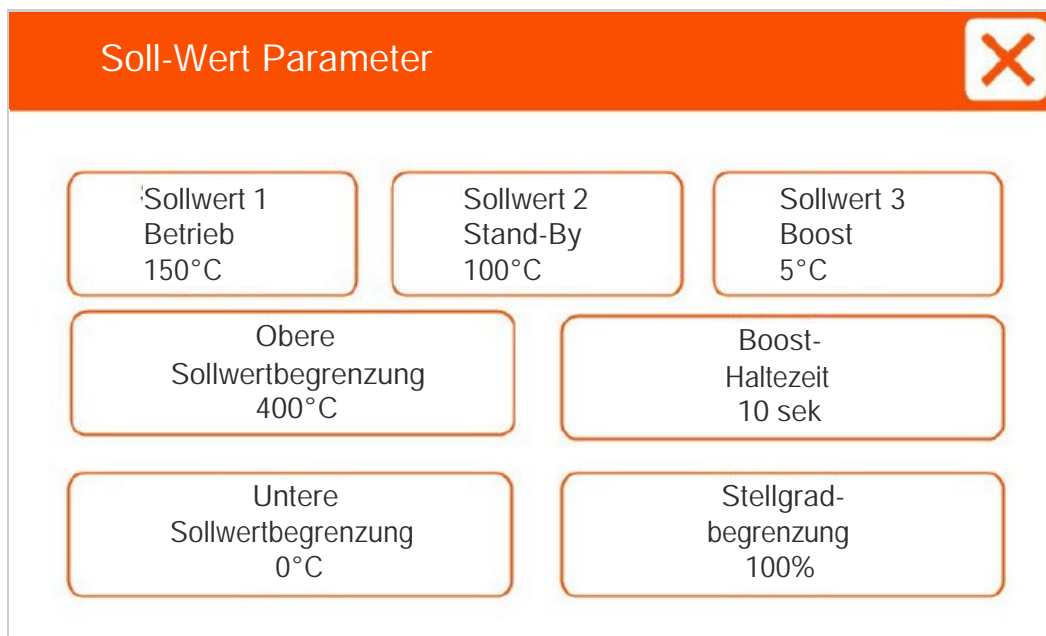 Soll-Wert Parameter
Sollwert 1
Betrieb
150°C
Sollwert 2
Stand-By
100°C
Sollwert 3
Boost
5°C
Obere
Sollwertbegrenzung
400°C
Boost-
Haltezeit
10 sek
Untere
Sollwertbegrenzung
0°C
Stellgrad-
begrenzung
100%